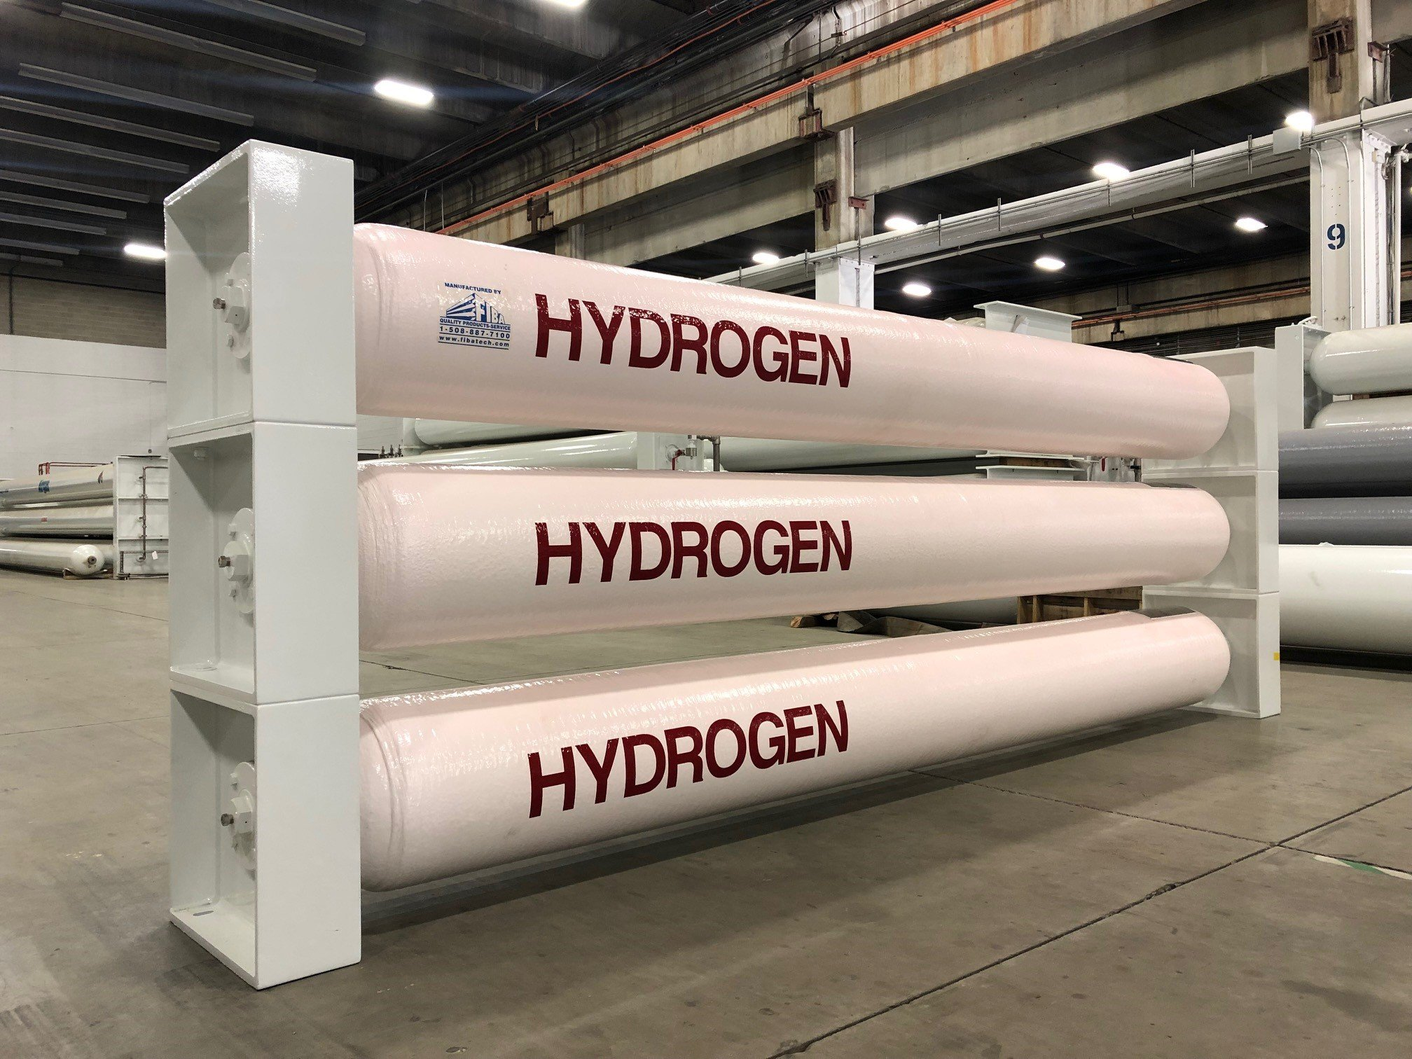 MANUFACTURED BY
FIBA
QUALITY PRODUCTS-SERVICE
1-508-887-7100
www.fibatech.com
HYDROGEN
HYDROGEN
HYDROGEN
9